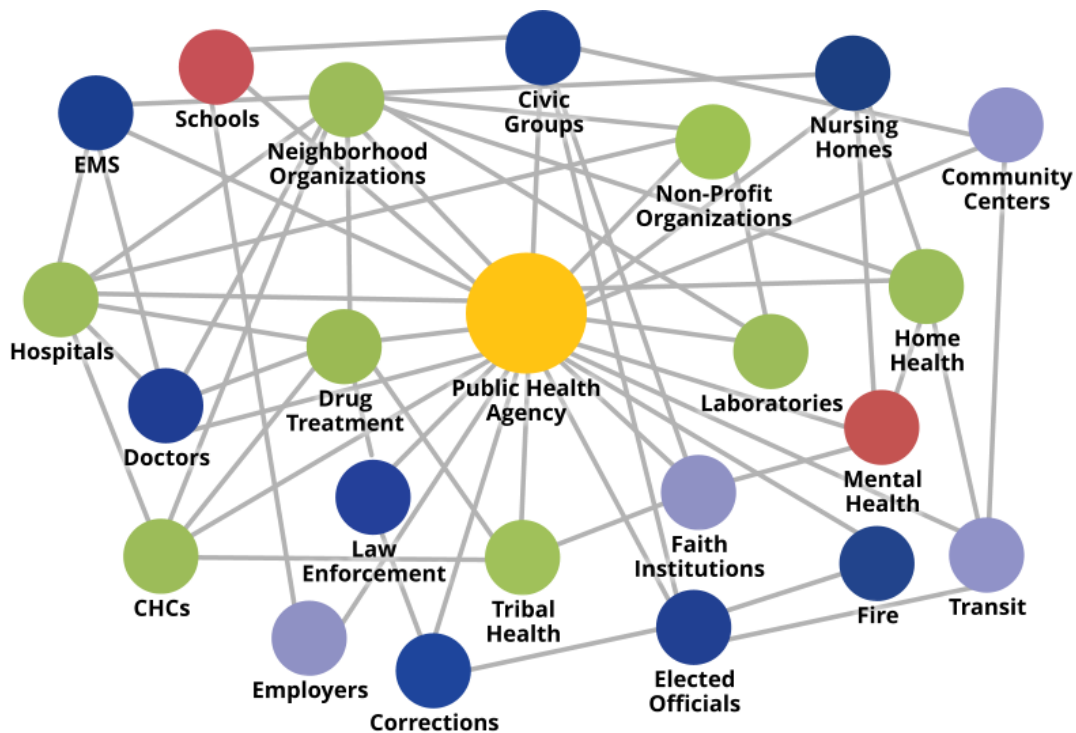 Schools
Civic
Groups
Nursing
Homes
EMS
Neighborhood
Organizations
Non-Profit
Organizations
Community
Centers
Hospitals
Drug
Treatment
Public Health
Agency
Laboratories
Home
Health
Doctors
Mental
Health
Law
Enforcement
Faith
Institutions
CHCs
Tribal
Health
Fire
Transit
Employers
Corrections
Elected
Officials